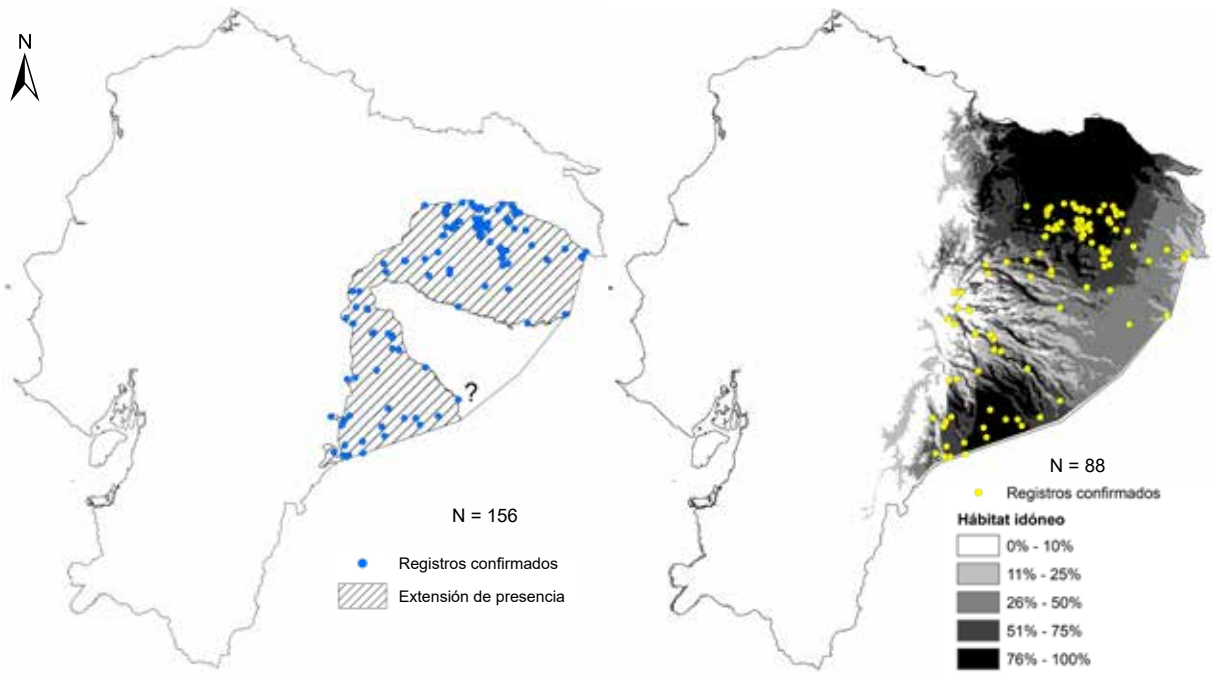 N
?
N = 156
Registros confirmados
Extensión de presencia
N = 88
Registros confirmados
Hábitat idóneo
0% - 10%
11% - 25%
26% - 50%
51% - 75%
76% - 100%